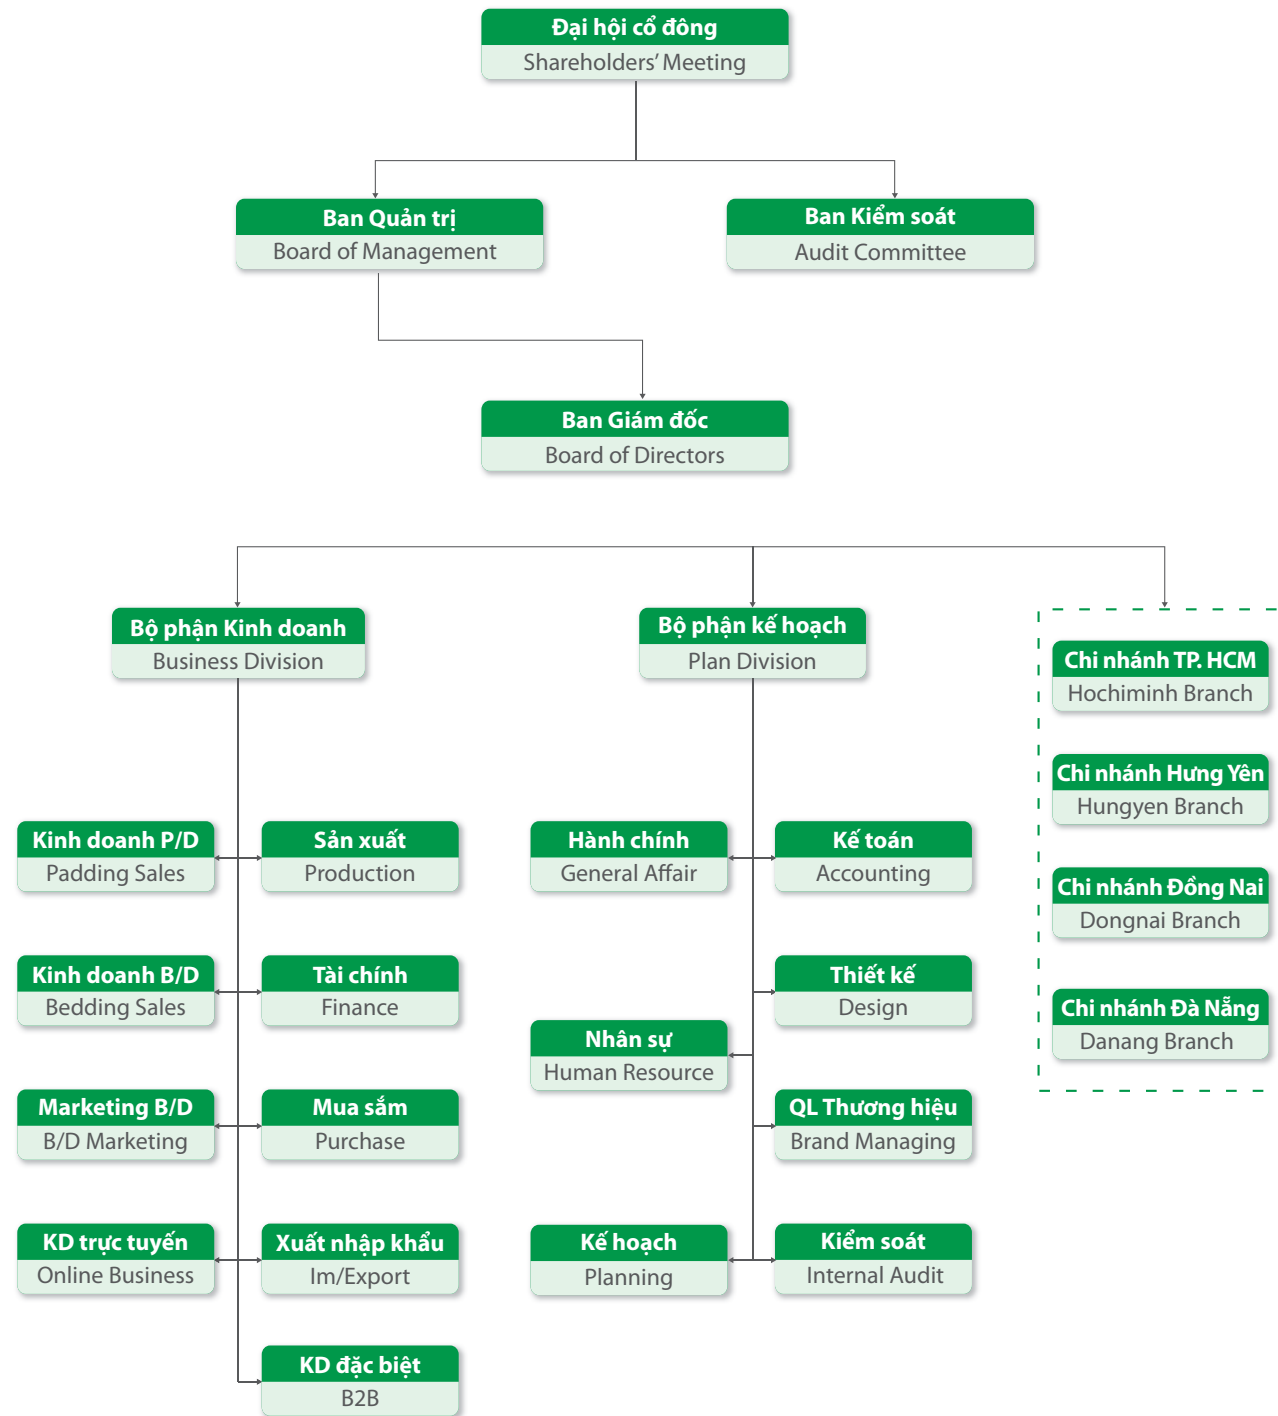 Đại hội cổ đông
Shareholders' Meeting
Ban Quản trị
Board of Management
Ban Kiểm soát
Audit Committee
Ban Giám đốc
Board of Directors
Bộ phận Kinh doanh
Business Division
Bộ phận kế hoạch
Plan Division
Chi nhánh TP. HCM
Hochiminh Branch
Chi nhánh Hưng Yên
Hungyen Branch
Chi nhánh Đồng Nai
Dongnai Branch
Chi nhánh Đà Nẵng
Danang Branch
Kinh doanh P/D
Padding Sales
Sản xuất
Production
Kinh doanh B/D
Bedding Sales
Tài chính
Finance
Marketing B/D
B/D Marketing
Mua sắm
Purchase
KD trực tuyến
Online Business
Xuất nhập khẩu
Im/Export
KD đặc biệt
B2B
Hành chính
General Affair
Kế toán
Accounting
Thiết kế
Design
Nhân sự
Human Resource
QL Thương hiệu
Brand Managing
Kế hoạch
Planning
Kiểm soát
Internal Audit